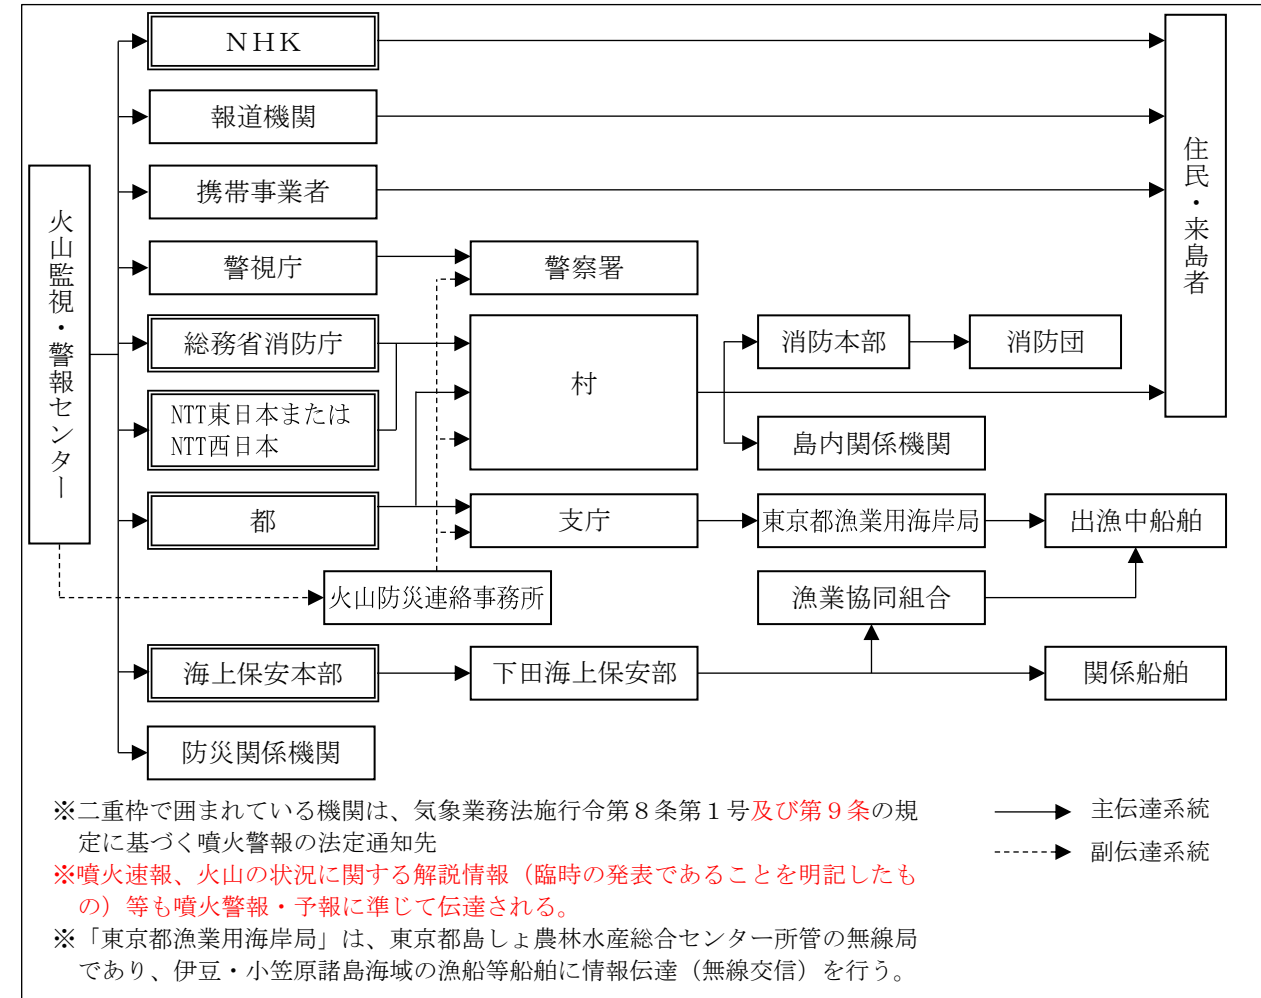 NHK
報道機関
携帯事業者
警視庁
警察署
総務省消防庁
NTT東日本または
NTT西日本
都
村
支庁
消防本部
消防団
島内関係機関
東京都漁業用海岸局
出漁中船舶
火山防災連絡事務所
漁業協同組合
海上保安本部
下田海上保安部
関係船舶
防災関係機関
火山監視・警報センター
住民・来島者
※二重枠で囲まれている機関は、気象業務法施行令第8条第1号及び第9条の規
定に基づく噴火警報の法定通知先
※噴火速報、火山の状況に関する解説情報（臨時の発表であることを明記したも
の）等も噴火警報・予報に準じて伝達される。
※「東京都漁業用海岸局」は、東京都島しょ農林水産総合センター所管の無線局
であり、伊豆・小笠原諸島海域の漁船等船舶に情報伝達（無線交信）を行う。
主伝達系統
副伝達系統